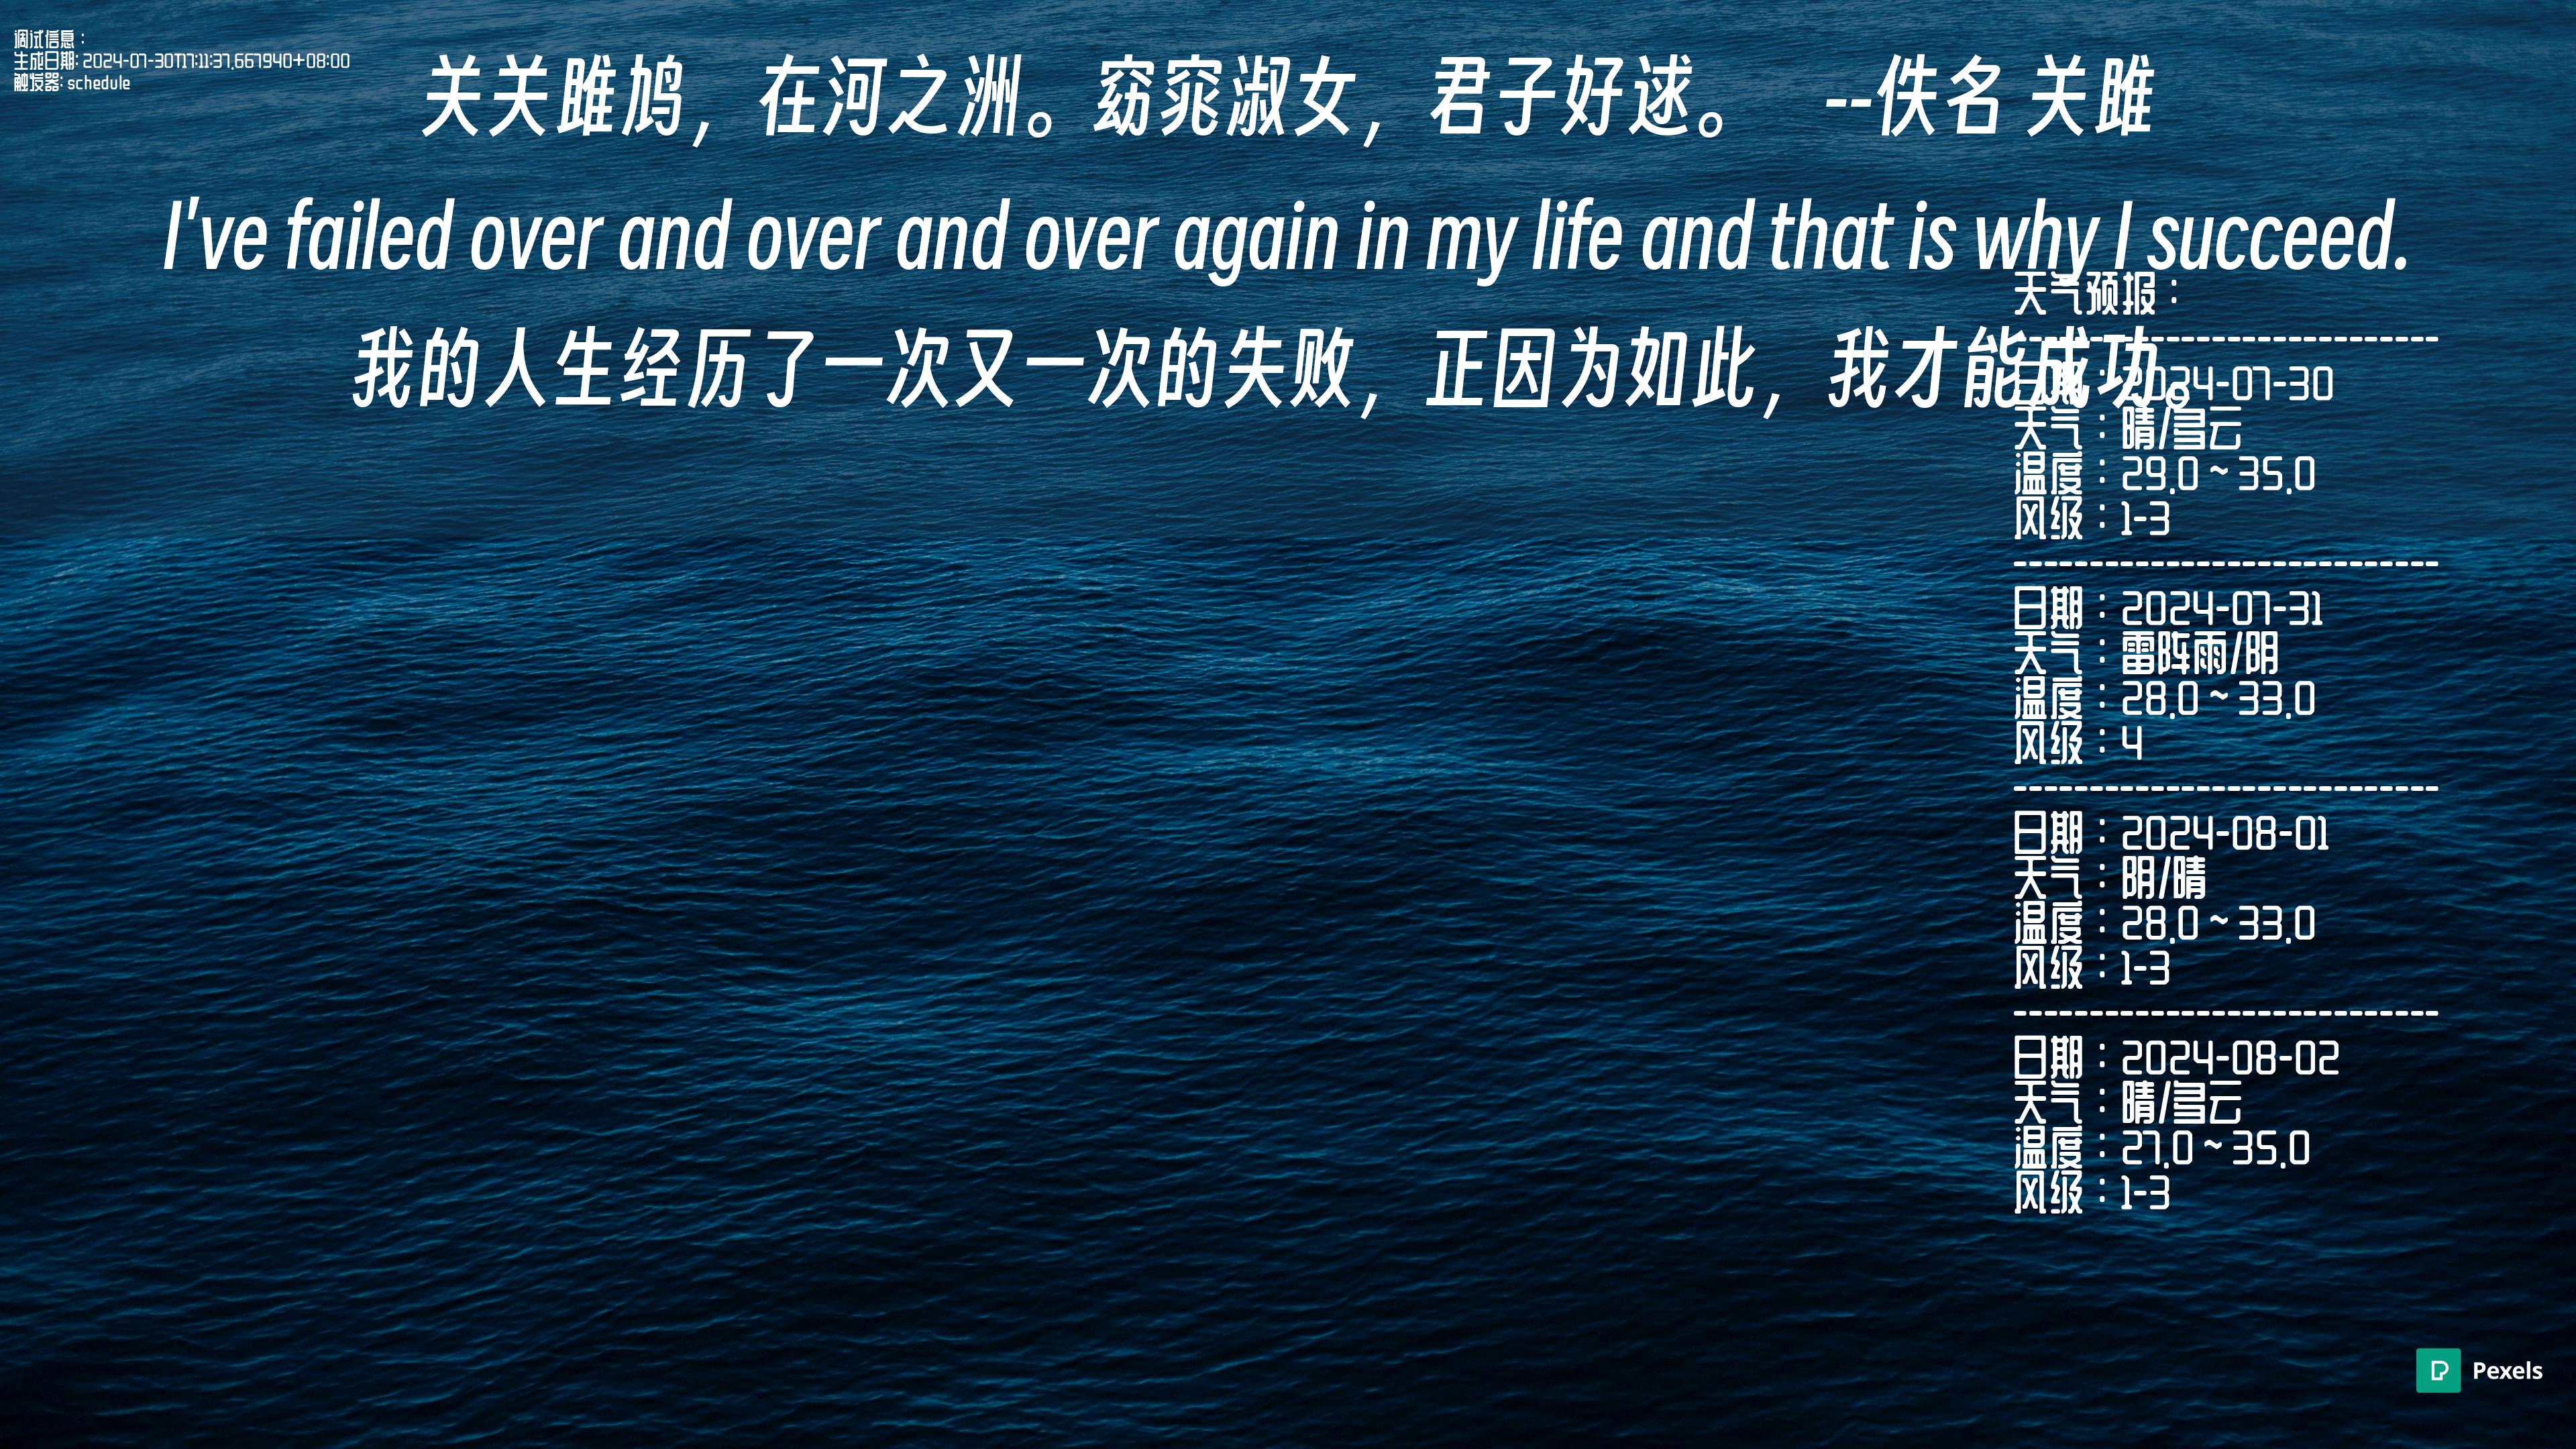 调试信息：
生成日期: 2024-07-30T17:11:37.667940+08:00
触发器: schedule
关关雎鸠，在河之洲。窈窕淑女，君子好逑。 --佚名 关雎
I've failed over and over and over again in my life and that is why I succeed.
我的人生经历了一次又一次的失败，正因为如此，我才能成功。
天气预报：
----------------------------
日期：2024-07-30
天气：晴/多云
温度：29.0 ~ 35.0
风级：1-3
----------------------------
日期：2024-07-31
天气：雷阵雨/阴
温度：28.0 ~ 33.0
风级：4
----------------------------
日期：2024-08-01
天气：阴/晴
温度：28.0 ~ 33.0
风级：1-3
----------------------------
日期：2024-08-02
天气：晴/多云
温度：27.0 ~ 35.0
风级：1-3
Pexels